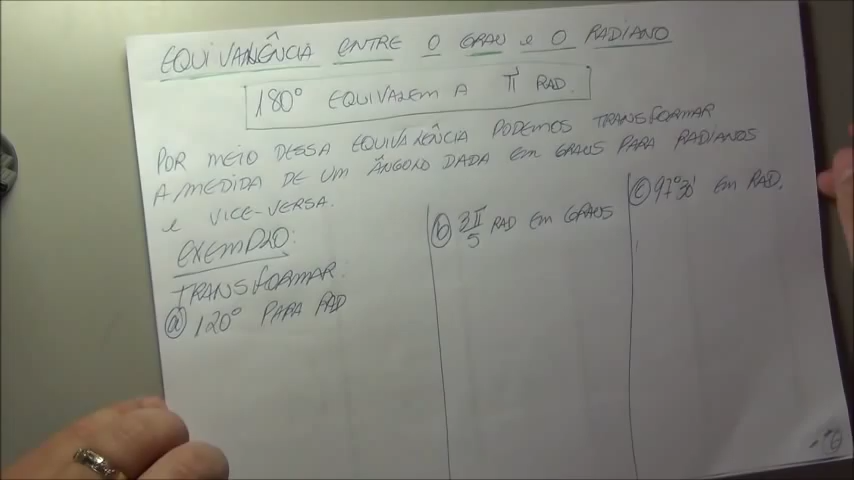 EQUIVALÊNCIA ENTRE O GRAU e O RADIANO
180° EQUIVALEM A π RAD.
POR MEIO DESSA EQUIVALÊNCIA PODEMOS TRANSFORMAR
A MEDIDA DE UM ÂNGULO DADA em GRAUS PARA RADIANOS
e VICE-VERSA.
EXEMPLO:
TRANSFORMAR:
a) 120° PARA RAD
b) 3π/5 RAD EM GRAUS
c) 97°30' em RAD.